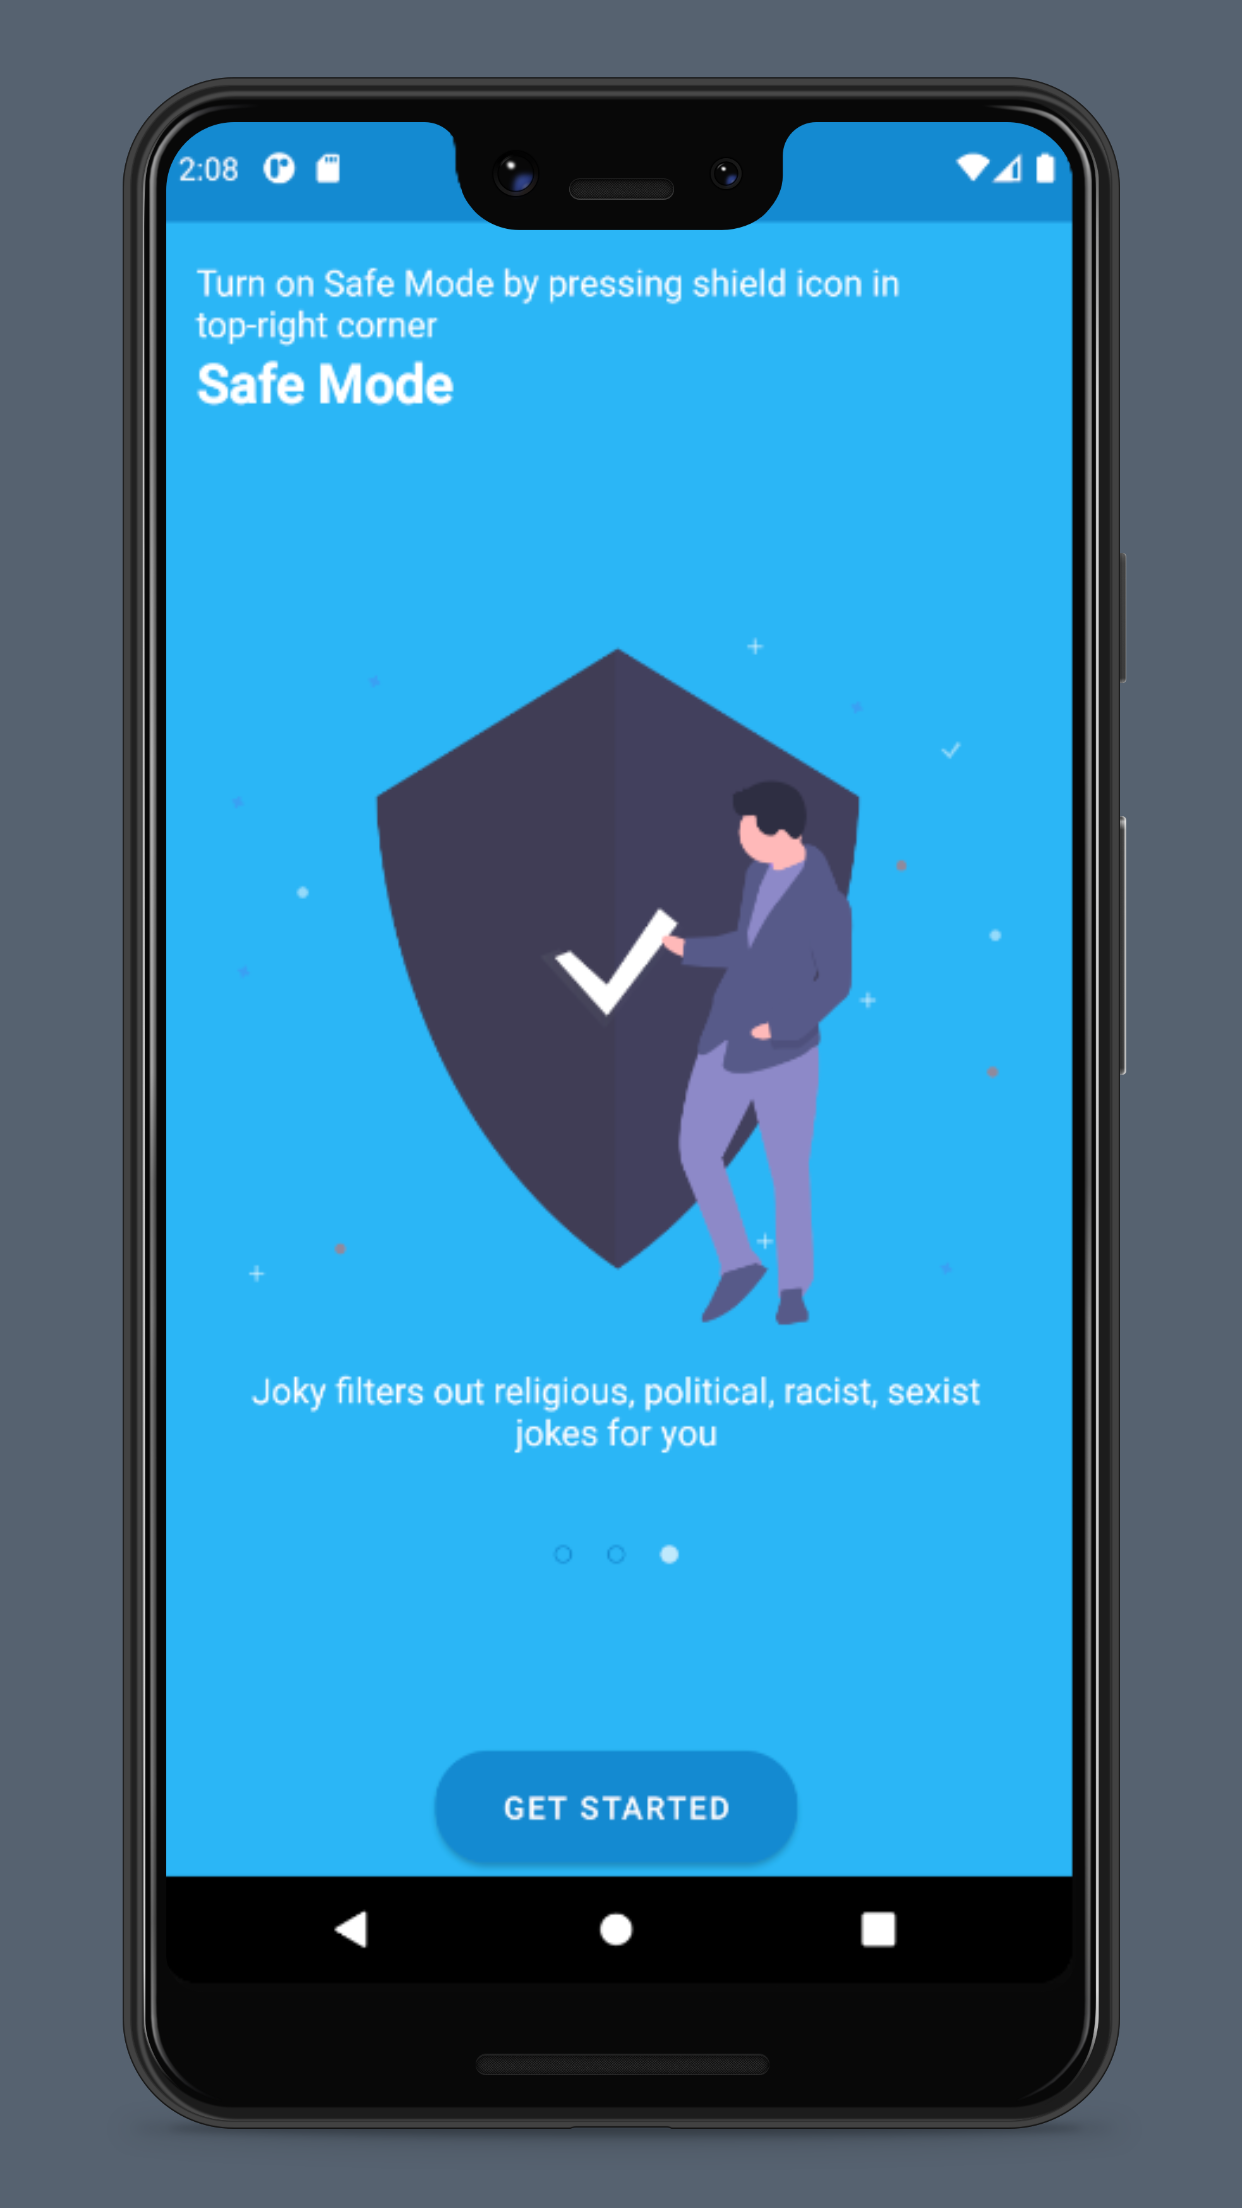 2:08
Turn on Safe Mode by pressing shield icon in
top-right corner
Safe Mode
Joky filters out religious, political, racist, sexist
jokes for you
GET STARTED